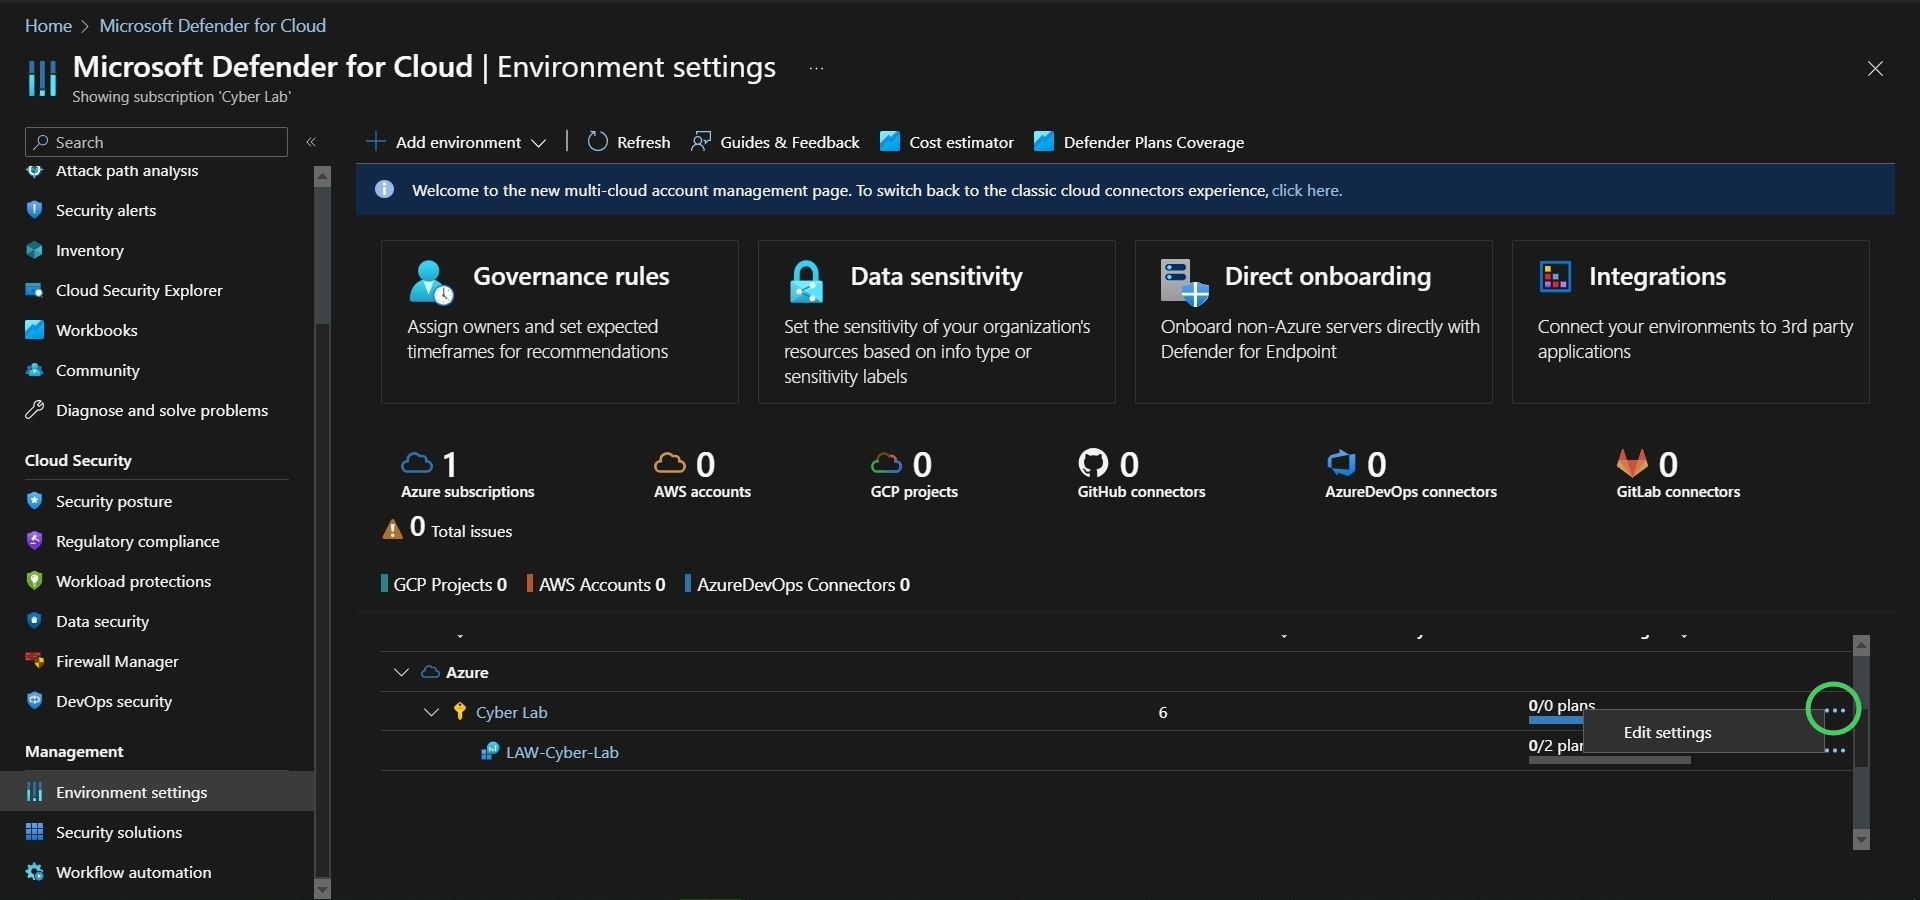 Home > Microsoft Defender for Cloud
Microsoft Defender for Cloud | Environment settings ...
Showing subscription 'Cyber Lab'
Search
«
Add environment
Refresh
Guides & Feedback
Cost estimator
Defender Plans Coverage
Attack path analysis
Security alerts
Inventory
Cloud Security Explorer
Workbooks
Community
Diagnose and solve problems
Cloud Security
Security posture
Regulatory compliance
Workload protections
Data security
Firewall Manager
DevOps security
Management
Environment settings
Security solutions
Workflow automation
Welcome to the new multi-cloud account management page. To switch back to the classic cloud connectors experience, click here.
Governance rules
Assign owners and set expected
timeframes for recommendations
Data sensitivity
Set the sensitivity of your organization's
resources based on info type or
sensitivity labels
Direct onboarding
Onboard non-Azure servers directly with
Defender for Endpoint
Integrations
Connect your environments to 3rd party
applications
1
Azure subscriptions
0
AWS accounts
0
GCP projects
0
GitHub connectors
0
AzureDevOps connectors
0
GitLab connectors
0 Total issues
GCP Projects 0
AWS Accounts 0
AzureDevOps Connectors 0
Azure
Cyber Lab
6
0/0 plans
...
Edit settings
LAW-Cyber-Lab
0/2
...